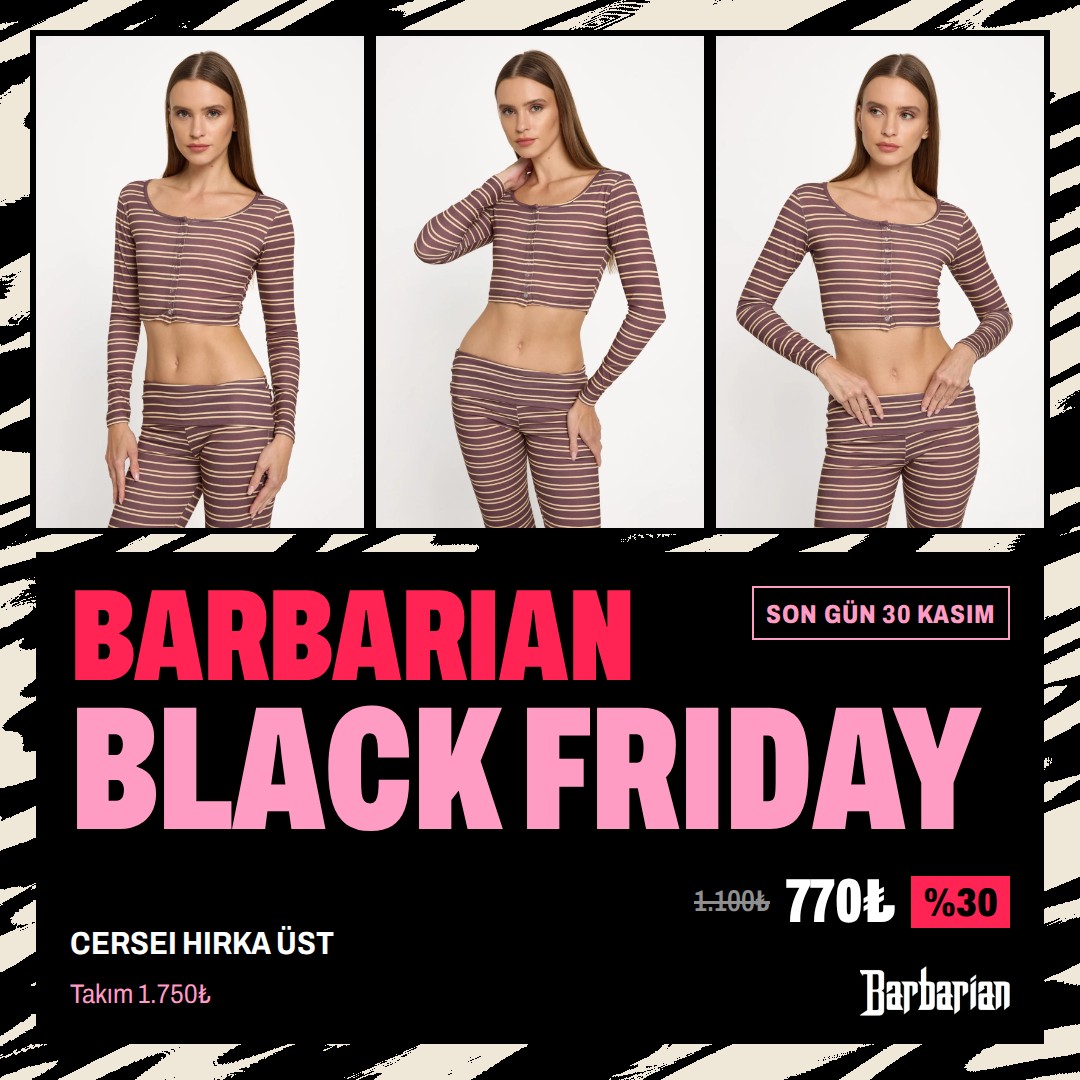 BARBARIAN
SON GÜN 30 KASIM
BLACK FRIDAY
1.100₺ 770₺ %30
CERSEI HIRKA ÜST
Takım 1.750₺
Barbarian